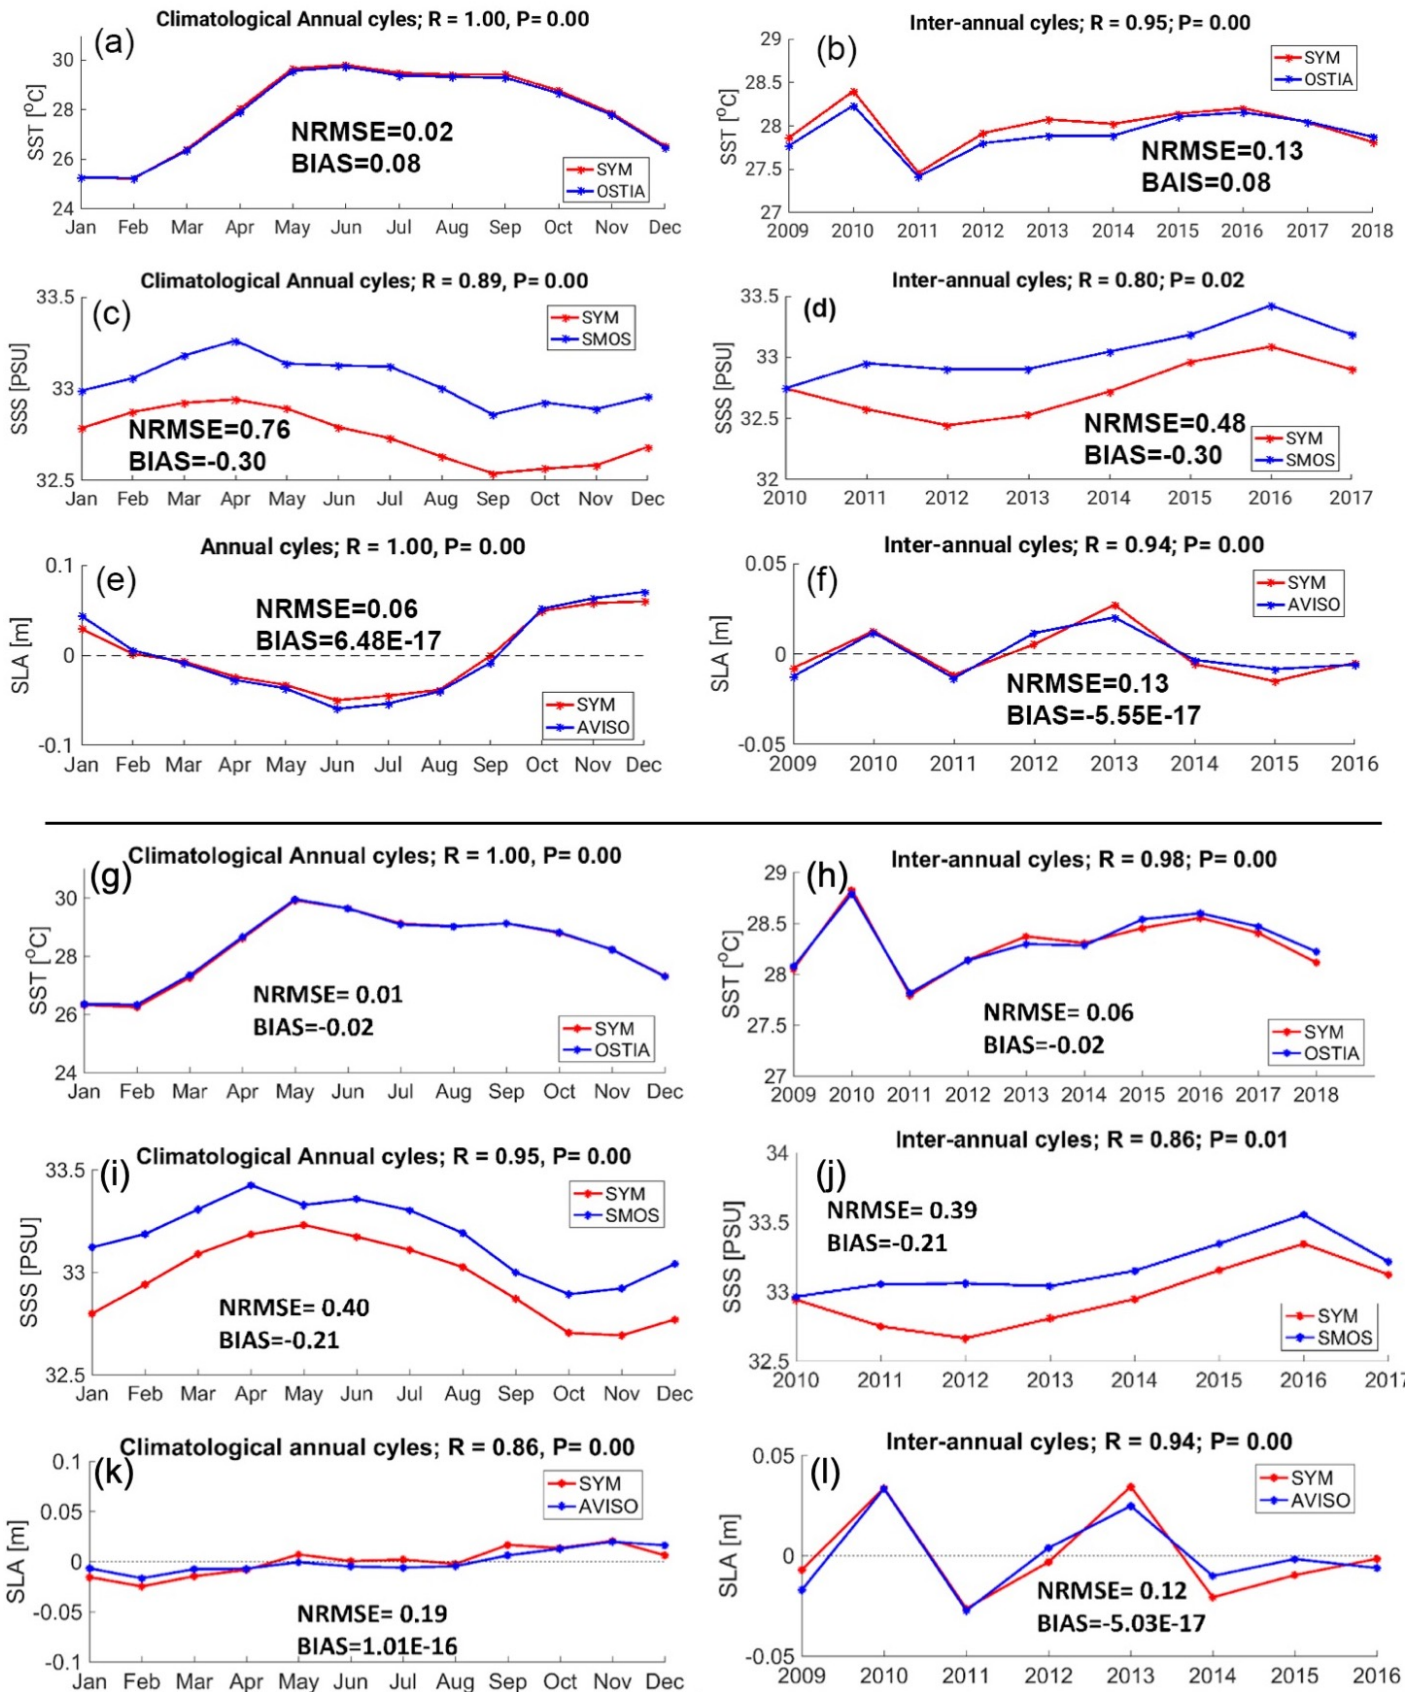 Climatological Annual cyles; R = 1.00, P= 0.00
(a)
SST [°C]
30
28
26
24
NRMSE=0.02
BIAS=0.08
SYM
OSTIA
Jan Feb Mar Apr May Jun Jul Aug Sep Oct Nov Dec
Inter-annual cyles; R = 0.95; P= 0.00
(b)
SST [°C]
29
28.5
28
27.5
27
SYM
OSTIA
NRMSE=0.13
BAIS=0.08
2009 2010 2011 2012 2013 2014 2015 2016 2017 2018
Climatological Annual cyles; R = 0.89, P= 0.00
(c)
SSS [PSU]
33.5
33
32.5
SYM
SMOS
NRMSE=0.76
BIAS=-0.30
Jan Feb Mar Apr May Jun Jul Aug Sep Oct Nov Dec
Inter-annual cyles; R = 0.80; P= 0.02
(d)
SSS [PSU]
33.5
33
32.5
32
NRMSE=0.48
BIAS=-0.30
SYM
SMOS
2010 2011 2012 2013 2014 2015 2016 2017
Annual cyles; R = 1.00, P= 0.00
(e)
SLA [m]
0.1
0
-0.1
NRMSE=0.06
BIAS=6.48E-17
SYM
AVISO
Jan Feb Mar Apr May Jun Jul Aug Sep Oct Nov Dec
Inter-annual cyles; R = 0.94; P= 0.00
(f)
SLA [m]
0.05
0
-0.05
SYM
AVISO
NRMSE=0.13
BIAS=-5.55E-17
2009 2010 2011 2012 2013 2014 2015 2016
Climatological Annual cyles; R = 1.00, P= 0.00
(g)
SST [°C]
30
28
26
24
NRMSE= 0.01
BIAS=-0.02
SYM
OSTIA
Jan Feb Mar Apr May Jun Jul Aug Sep Oct Nov Dec
Inter-annual cyles; R = 0.98; P= 0.00
(h)
SST [°C]
29
28.5
28
27.5
27
NRMSE= 0.06
BIAS=-0.02
SYM
OSTIA
2009 2010 2011 2012 2013 2014 2015 2016 2017 2018
Climatological Annual cyles; R = 0.95, P= 0.00
(i)
SSS [PSU]
33.5
33
32.5
SYM
SMOS
NRMSE= 0.40
BIAS=-0.21
Jan Feb Mar Apr May Jun Jul Aug Sep Oct Nov Dec
Inter-annual cyles; R = 0.86; P= 0.01
(j)
SSS [PSU]
34
33.5
33
32.5
NRMSE= 0.39
BIAS=-0.21
SYM
SMOS
2010 2011 2012 2013 2014 2015 2016 2017
Climatological annual cyles; R = 0.86, P= 0.00
(k)
SLA [m]
0.1
0.05
0
-0.05
-0.1
SYM
AVISO
NRMSE= 0.19
BIAS=1.01E-16
Jan Feb Mar Apr May Jun Jul Aug Sep Oct Nov Dec
Inter-annual cyles; R = 0.94; P= 0.00
(l)
SLA [m]
0.05
0
-0.05
SYM
AVISO
NRMSE= 0.12
BIAS=-5.03E-17
2009 2010 2011 2012 2013 2014 2015 2016